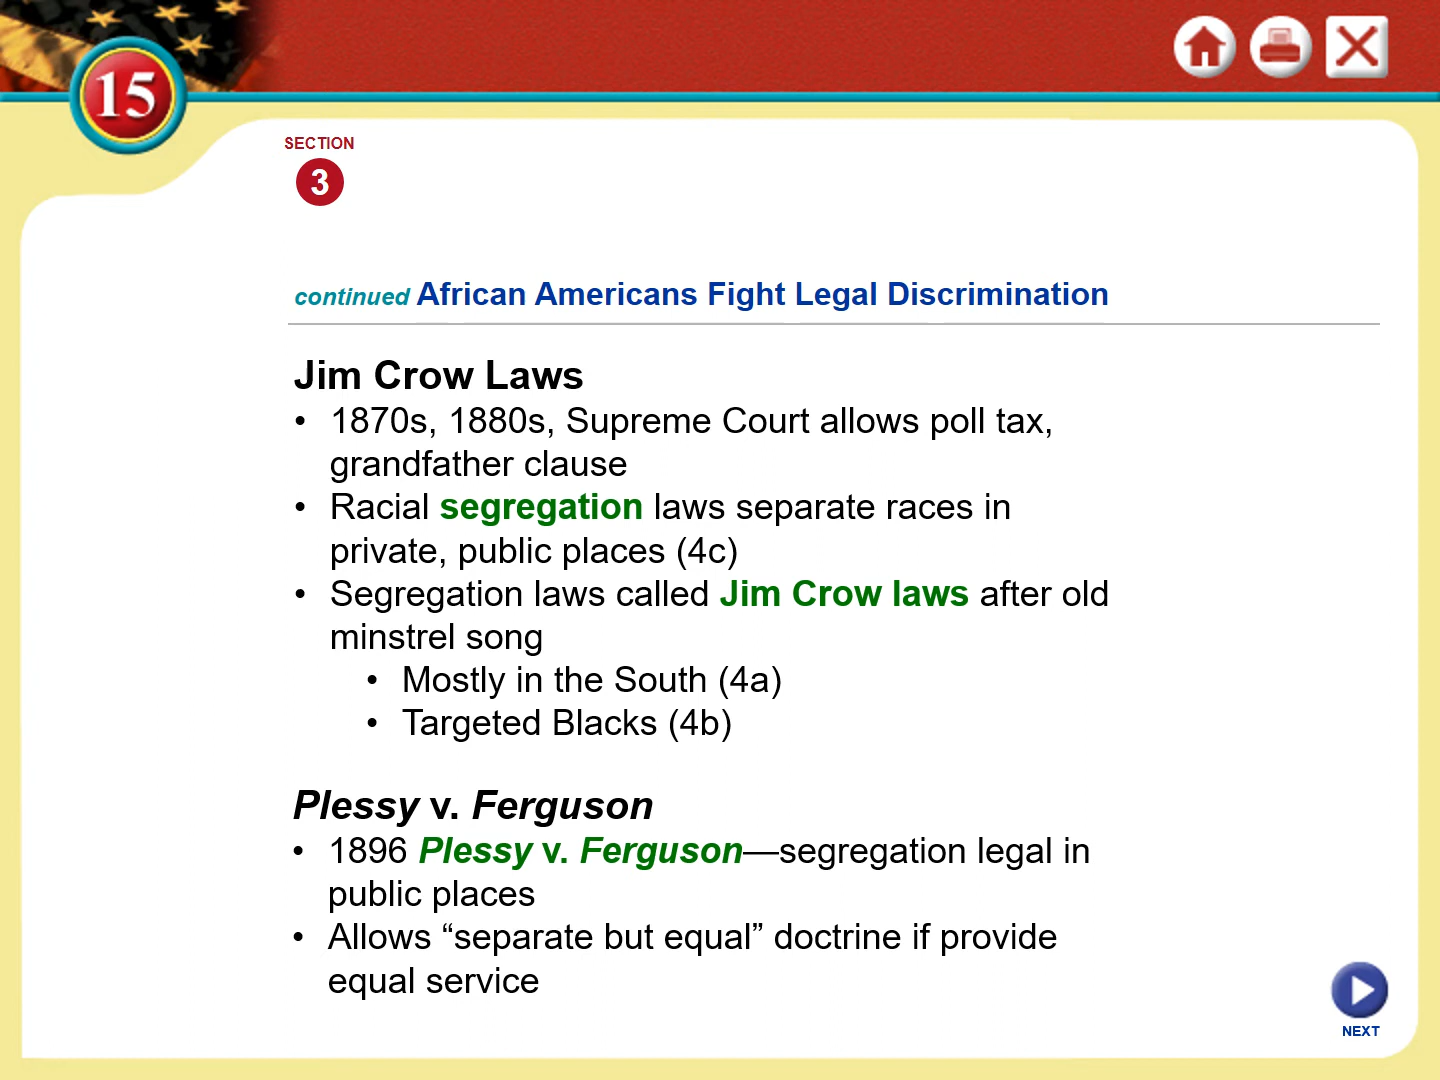 15
SECTION
3
continued African Americans Fight Legal Discrimination
Jim Crow Laws
• 1870s, 1880s, Supreme Court allows poll tax,
grandfather clause
• Racial segregation laws separate races in
private, public places (4c)
• Segregation laws called Jim Crow laws after old
minstrel song
• Mostly in the South (4a)
• Targeted Blacks (4b)
Plessy v. Ferguson
• 1896 Plessy v. Ferguson—segregation legal in
public places
• Allows “separate but equal” doctrine if provide
equal service
NEXT